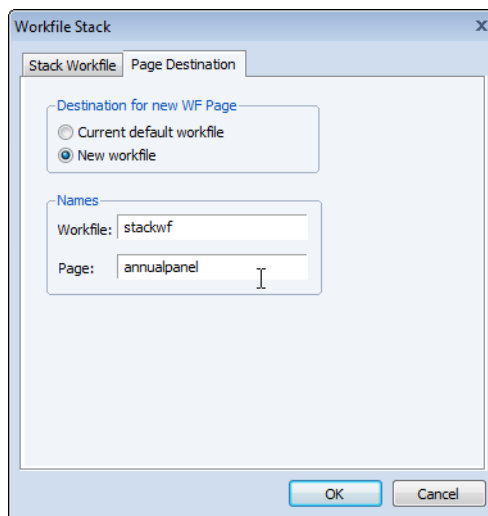 Workfile Stack
Stack Workfile Page Destination
Destination for new WF Page
Current default workfile
New workfile
Names
Workfile: stackwf
Page: annualpanel
OK Cancel